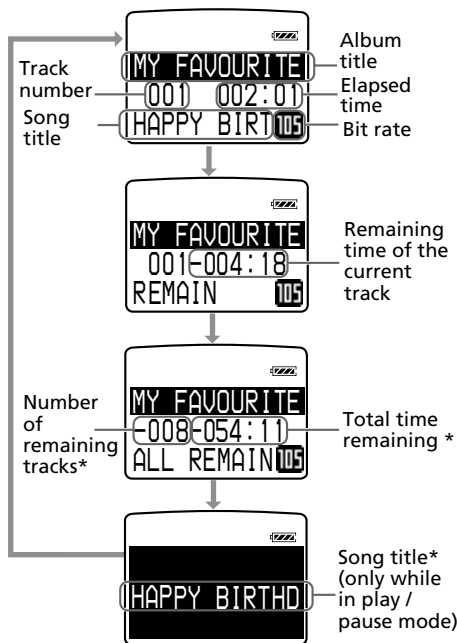 MY FAVOURITE
Album
title
Track
number
001 002:01
Elapsed
time
Song
title
HAPPY BIRT 105
Bit rate
MY FAVOURITE
001 -004:18
REMAIN 105
Remaining
time of the
current
track
MY FAVOURITE
Number
of
remaining
tracks*
-008 -054:11
Total time
remaining *
ALL REMAIN 105
HAPPY BIRTHD
Song title*
(only while
in play /
pause mode)